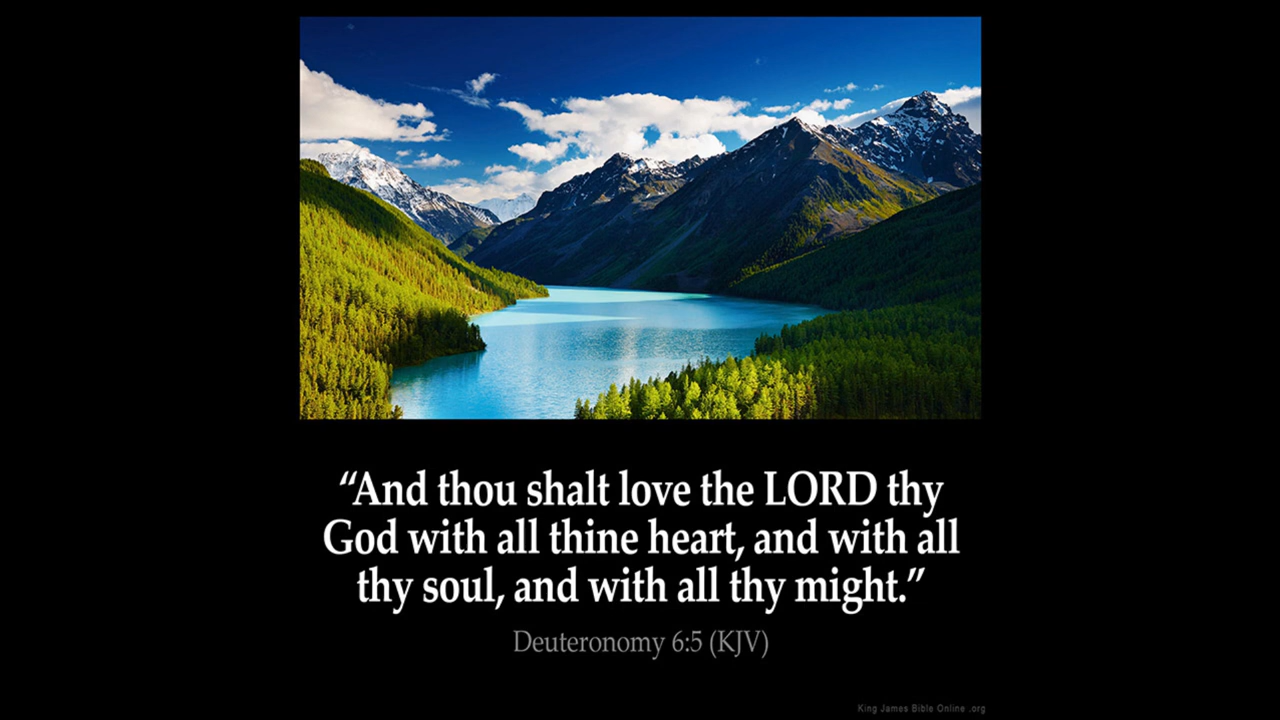 “And thou shalt love the LORD thy
God with all thine heart, and with all
thy soul, and with all thy might.”
Deuteronomy 6:5 (KJV)
King James Bible Online .org